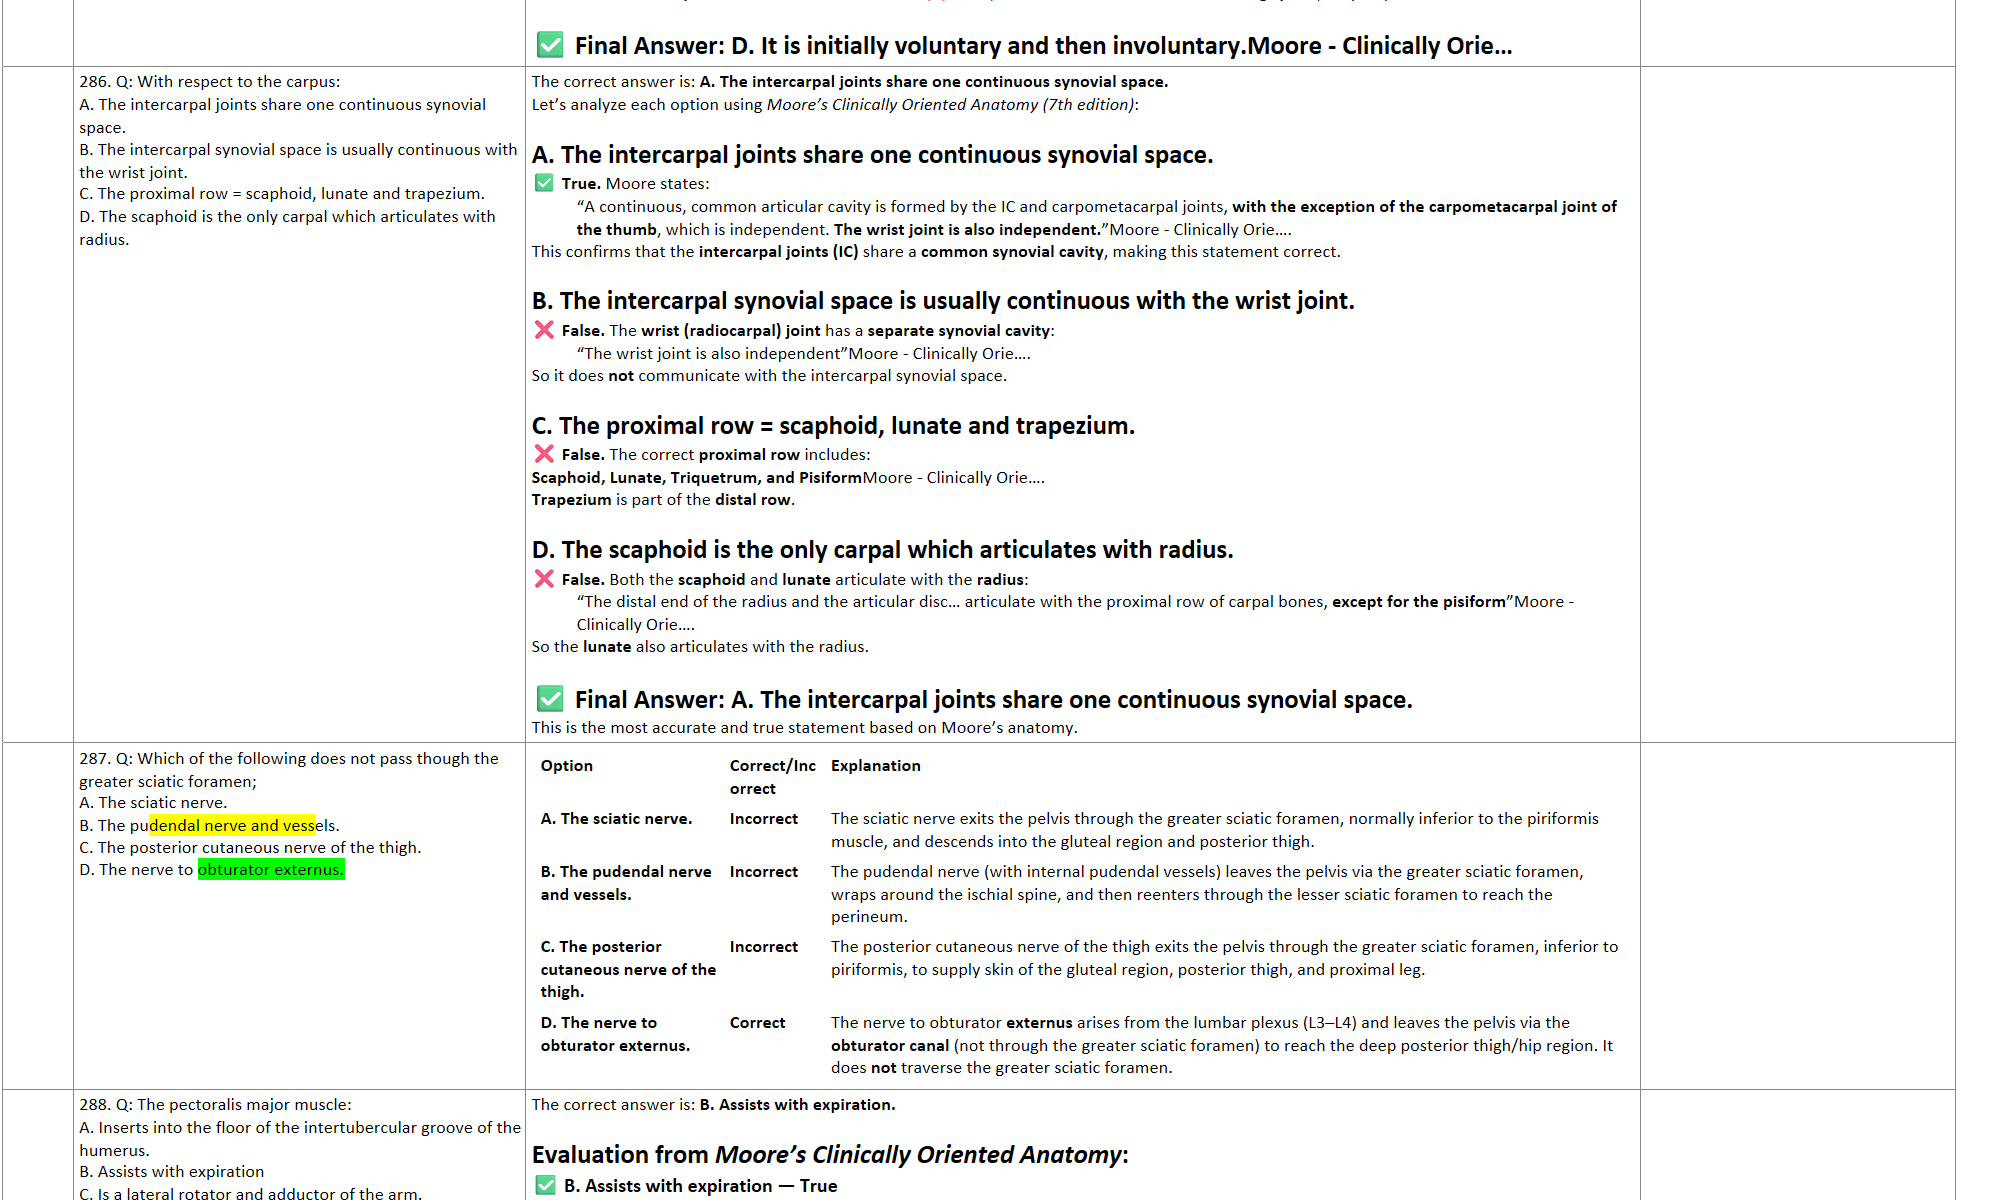 ✅ Final Answer: D. It is initially voluntary and then involuntary.Moore - Clinically Orie...
286. Q: With respect to the carpus:
A. The intercarpal joints share one continuous synovial
space.
B. The intercarpal synovial space is usually continuous with
the wrist joint.
C. The proximal row = scaphoid, lunate and trapezium.
D. The scaphoid is the only carpal which articulates with
radius.
The correct answer is: A. The intercarpal joints share one continuous synovial space.
Let’s analyze each option using Moore’s Clinically Oriented Anatomy (7th edition):
A. The intercarpal joints share one continuous synovial space.
✅ True. Moore states:
“A continuous, common articular cavity is formed by the IC and carpometacarpal joints, with the exception of the carpometacarpal joint of
the thumb, which is independent. The wrist joint is also independent.”Moore - Clinically Orie....
This confirms that the intercarpal joints (IC) share a common synovial cavity, making this statement correct.
B. The intercarpal synovial space is usually continuous with the wrist joint.
❌ False. The wrist (radiocarpal) joint has a separate synovial cavity:
“The wrist joint is also independent”Moore - Clinically Orie....
So it does not communicate with the intercarpal synovial space.
C. The proximal row = scaphoid, lunate and trapezium.
❌ False. The correct proximal row includes:
Scaphoid, Lunate, Triquetrum, and PisiformMoore - Clinically Orie....
Trapezium is part of the distal row.
D. The scaphoid is the only carpal which articulates with radius.
❌ False. Both the scaphoid and lunate articulate with the radius:
“The distal end of the radius and the articular disc... articulate with the proximal row of carpal bones, except for the pisiform”Moore -
Clinically Orie....
So the lunate also articulates with the radius.
✅ Final Answer: A. The intercarpal joints share one continuous synovial space.
This is the most accurate and true statement based on Moore’s anatomy.
287. Q: Which of the following does not pass though the
greater sciatic foramen;
A. The sciatic nerve.
B. The pudendal nerve and vessels.
C. The posterior cutaneous nerve of the thigh.
D. The nerve to obturator externus.
Option
Correct/Inc
orrect
Explanation
A. The sciatic nerve.
Incorrect
The sciatic nerve exits the pelvis through the greater sciatic foramen, normally inferior to the piriformis
muscle, and descends into the gluteal region and posterior thigh.
B. The pudendal nerve
and vessels.
Incorrect
The pudendal nerve (with internal pudendal vessels) leaves the pelvis via the greater sciatic foramen,
wraps around the ischial spine, and then reenters through the lesser sciatic foramen to reach the
perineum.
C. The posterior
cutaneous nerve of the
thigh.
Incorrect
The posterior cutaneous nerve of the thigh exits the pelvis through the greater sciatic foramen, inferior to
piriformis, to supply skin of the gluteal region, posterior thigh, and proximal leg.
D. The nerve to
obturator externus.
Correct
The nerve to obturator externus arises from the lumbar plexus (L3–L4) and leaves the pelvis via the
obturator canal (not through the greater sciatic foramen) to reach the deep posterior thigh/hip region. It
does not traverse the greater sciatic foramen.
288. Q: The pectoralis major muscle:
A. Inserts into the floor of the intertubercular groove of the
humerus.
B. Assists with expiration
C. Is a lateral rotator and adductor of the arm.
The correct answer is: B. Assists with expiration.
Evaluation from Moore’s Clinically Oriented Anatomy:
✅ B. Assists with expiration — True